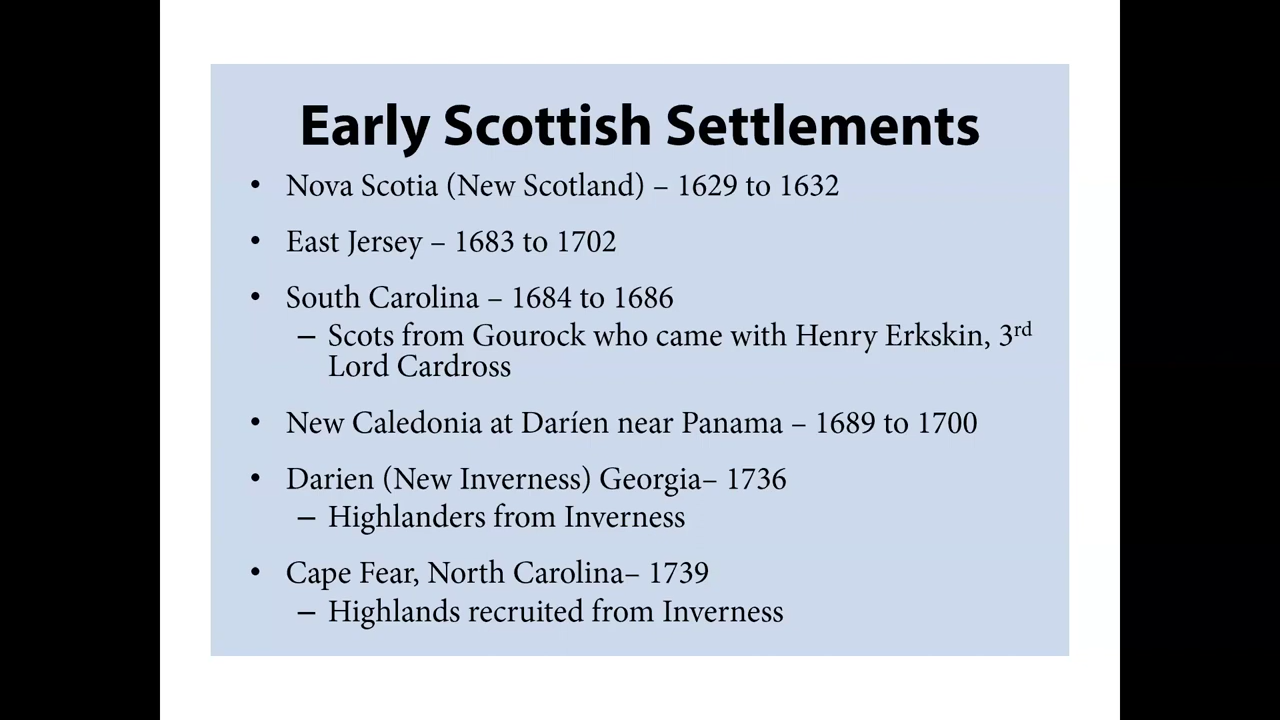 Early Scottish Settlements
• Nova Scotia (New Scotland) – 1629 to 1632
• East Jersey – 1683 to 1702
• South Carolina – 1684 to 1686
– Scots from Gourock who came with Henry Erkskin, 3rd
Lord Cardross
• New Caledonia at Daríen near Panama – 1689 to 1700
• Darien (New Inverness) Georgia– 1736
– Highlanders from Inverness
• Cape Fear, North Carolina– 1739
– Highlands recruited from Inverness